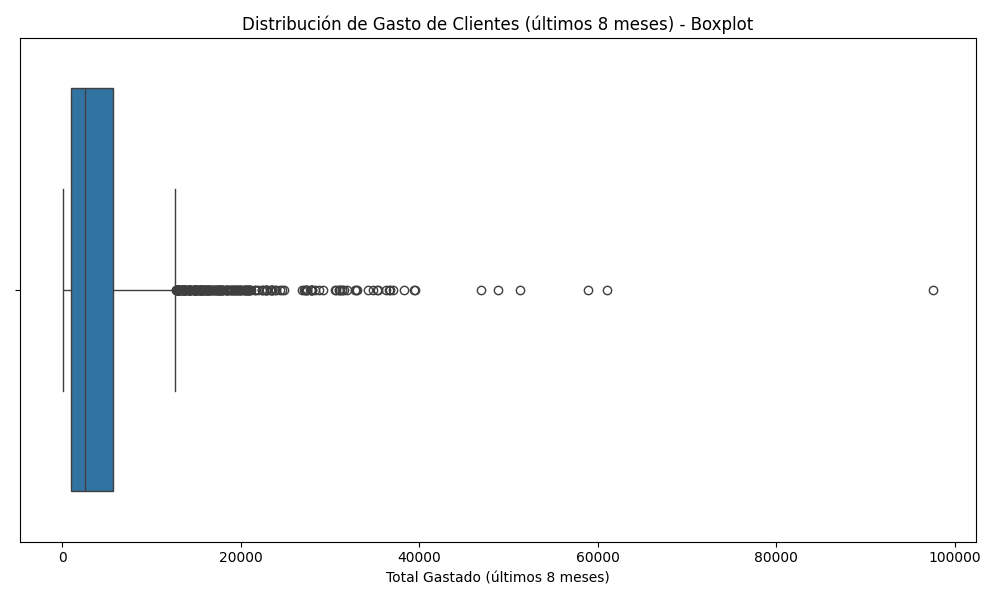 Distribución de Gasto de Clientes (últimos 8 meses) - Boxplot
0 20000 40000 60000 80000 100000
Total Gastado (últimos 8 meses)